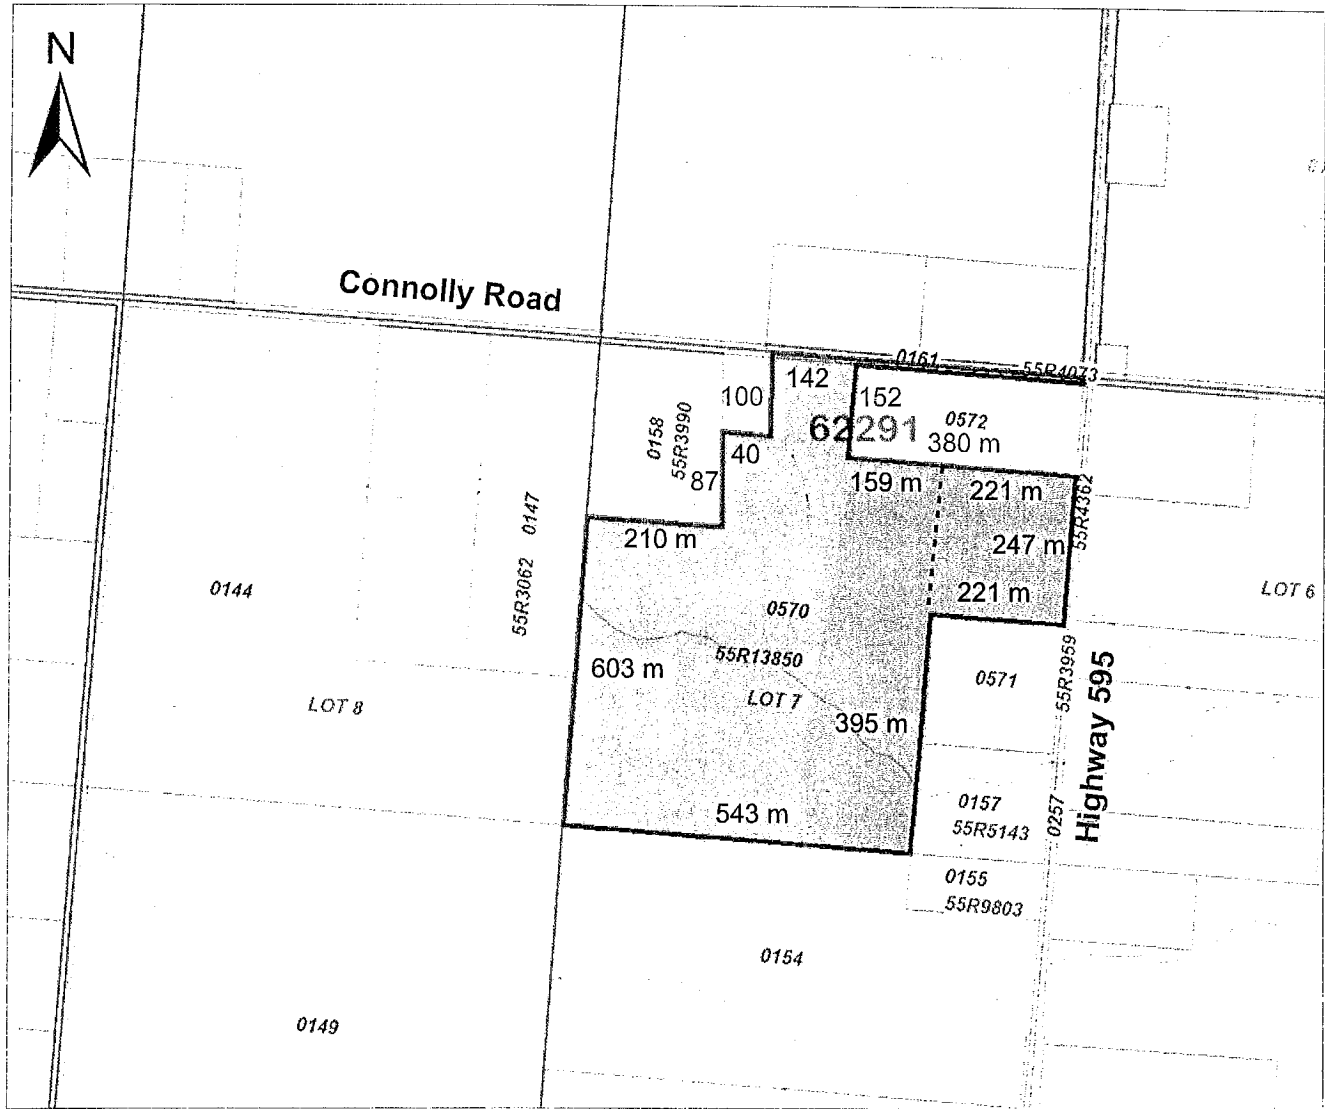 N
Connolly Road
0161
55R4073
142
100
152
0572
62291
380 m
0158
55R3990
40
87
159 m
221 m
55R4362
0147
210 m
247 m
55R3062
0144
221 m
LOT 6
0570
55R13850
603 m
LOT 7
0571
55R3959
LOT 8
395 m
Highway 595
543 m
0157
55R5143
0257
0155
55R9803
0154
0149